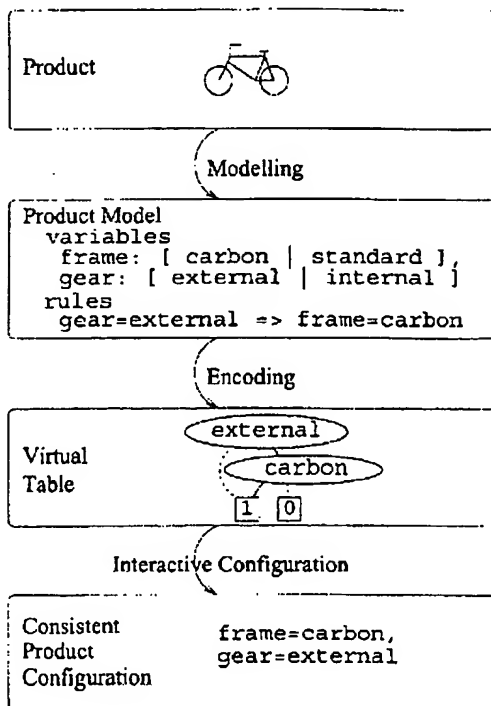 Product
Modelling
Product Model
variables
frame: [ carbon | standard ],
gear: [ external | internal ]
rules
gear=external => frame=carbon
Encoding
external
Virtual
Table
carbon
1 0
Interactive Configuration
Consistent
Product
Configuration
frame=carbon,
gear=external